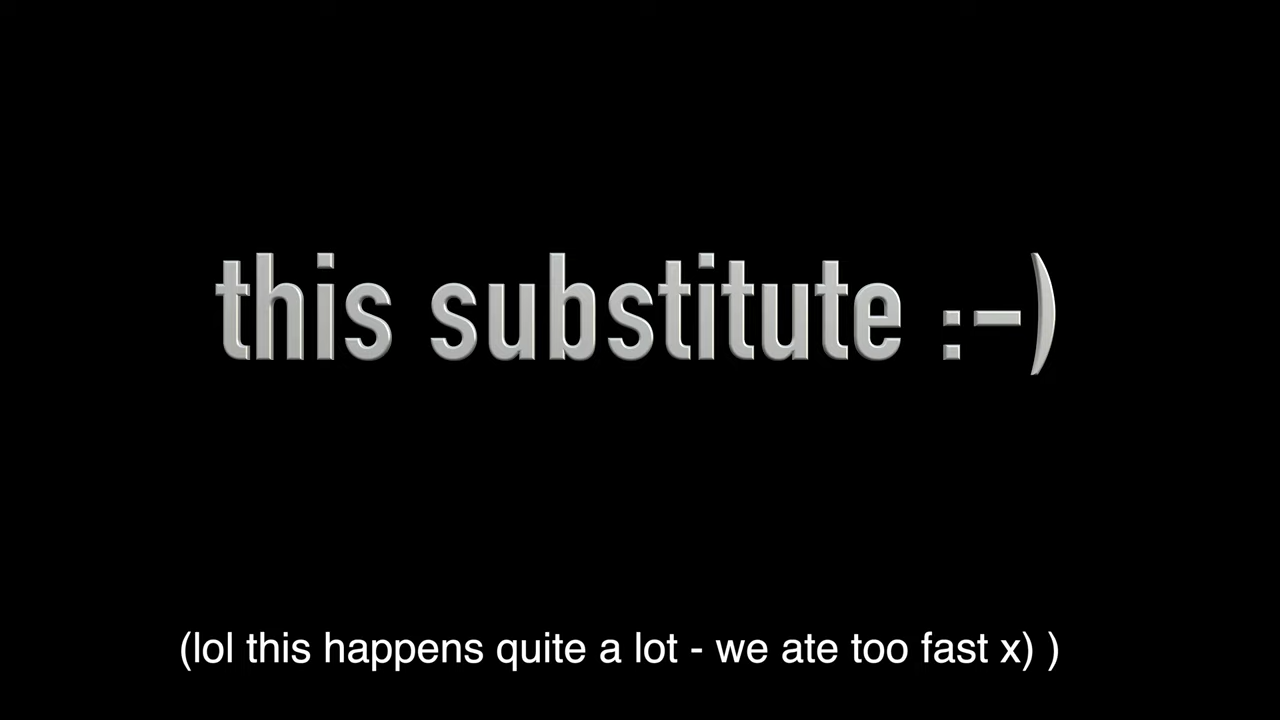 this substitute :-)
(lol this happens quite a lot - we ate too fast x) )